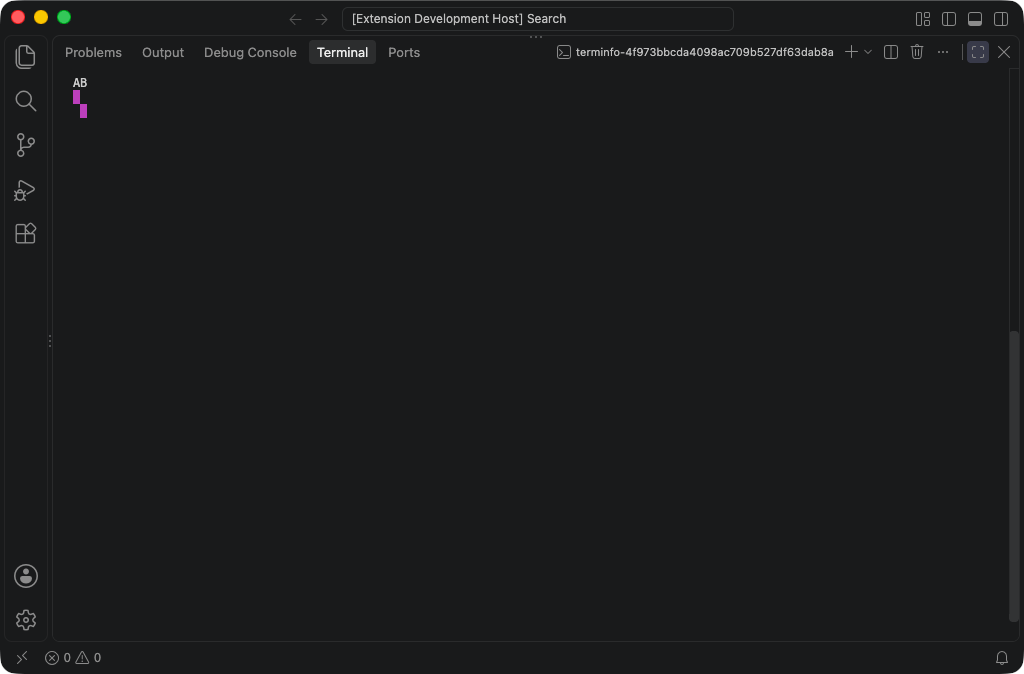 [Extension Development Host] Search
Problems Output Debug Console Terminal Ports terminfo-4f973bbcda4098ac709b527df63dab8a
AB
0 0